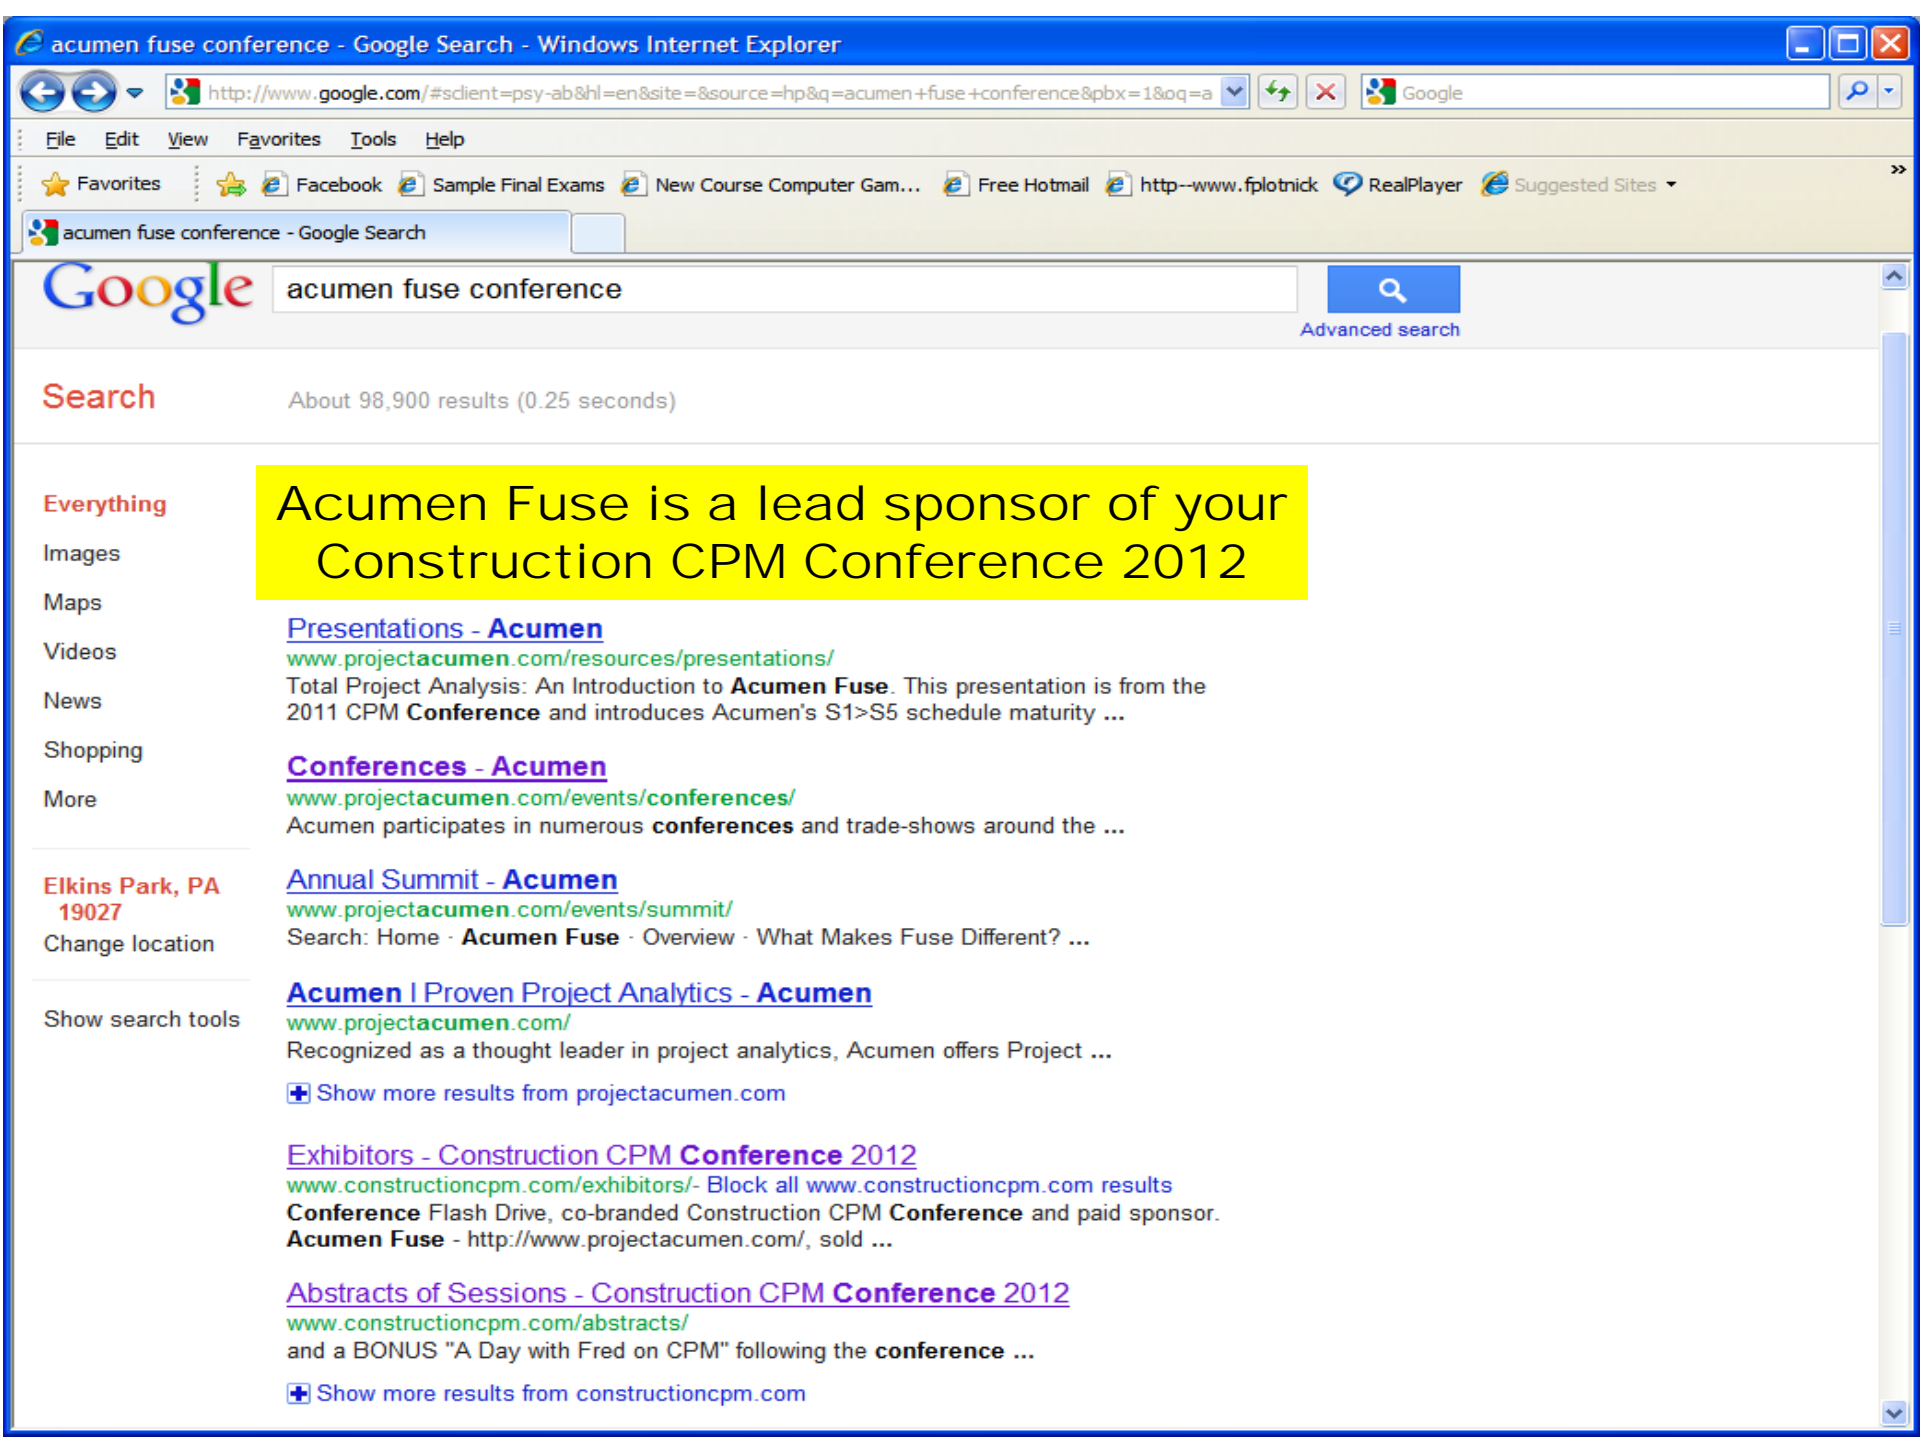 acumen fuse conference - Google Search - Windows Internet Explorer
http://www.google.com/#sclient=psy-ab&hl=en&site=&source=hp&q=acumen+fuse+conference&pbx=1&oq=a
Google
File Edit View Favorites Tools Help
Favorites Facebook Sample Final Exams New Course Computer Gam... Free Hotmail http--www.fplotnick RealPlayer Suggested Sites »
acumen fuse conference - Google Search
Google acumen fuse conference
Advanced search
Search About 98,900 results (0.25 seconds)
Everything
Images
Maps
Videos
News
Shopping
More
Elkins Park, PA
19027
Change location
Show search tools
Acumen Fuse is a lead sponsor of your
Construction CPM Conference 2012
Presentations - Acumen
www.projectacumen.com/resources/presentations/
Total Project Analysis: An Introduction to Acumen Fuse. This presentation is from the
2011 CPM Conference and introduces Acumen's S1>S5 schedule maturity ...
Conferences - Acumen
www.projectacumen.com/events/conferences/
Acumen participates in numerous conferences and trade-shows around the ...
Annual Summit - Acumen
www.projectacumen.com/events/summit/
Search: Home · Acumen Fuse · Overview · What Makes Fuse Different? ...
Acumen | Proven Project Analytics - Acumen
www.projectacumen.com/
Recognized as a thought leader in project analytics, Acumen offers Project ...
Show more results from projectacumen.com
Exhibitors - Construction CPM Conference 2012
www.constructioncpm.com/exhibitors/- Block all www.constructioncpm.com results
Conference Flash Drive, co-branded Construction CPM Conference and paid sponsor.
Acumen Fuse - http://www.projectacumen.com/, sold ...
Abstracts of Sessions - Construction CPM Conference 2012
www.constructioncpm.com/abstracts/
and a BONUS "A Day with Fred on CPM" following the conference ...
Show more results from constructioncpm.com